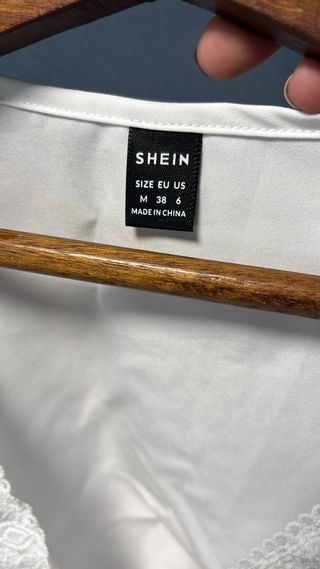 SHEIN
SIZE EU US
M 38 6
MADE IN CHINA